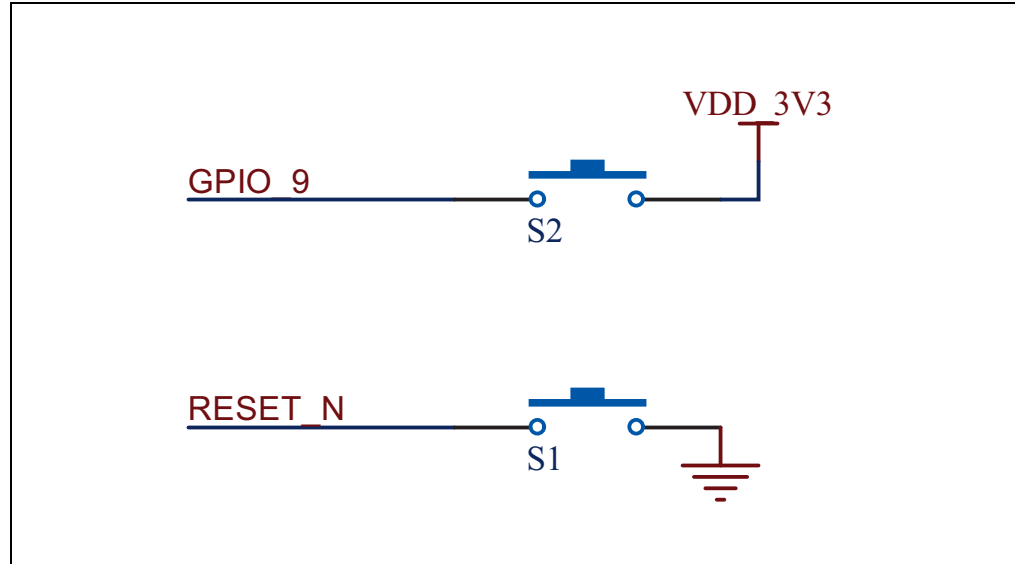 VDD_3V3
GPIO_9
S2
RESET_N
S1